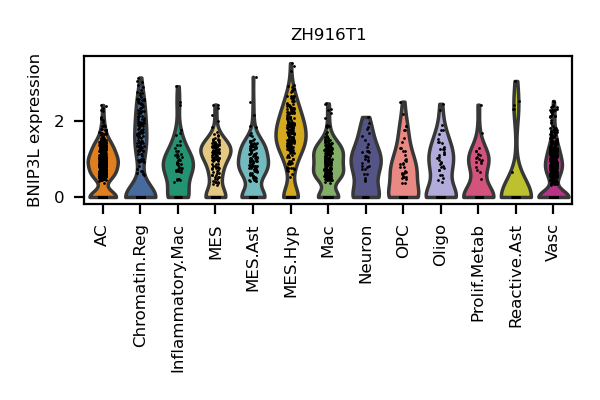 ZH916T1
BNIP3L expression
2
0
AC
Chromatin.Reg
Inflammatory.Mac
MES
MES.Ast
MES.Hyp
Mac
Neuron
OPC
Oligo
Prolif.Metab
Reactive.Ast
Vasc